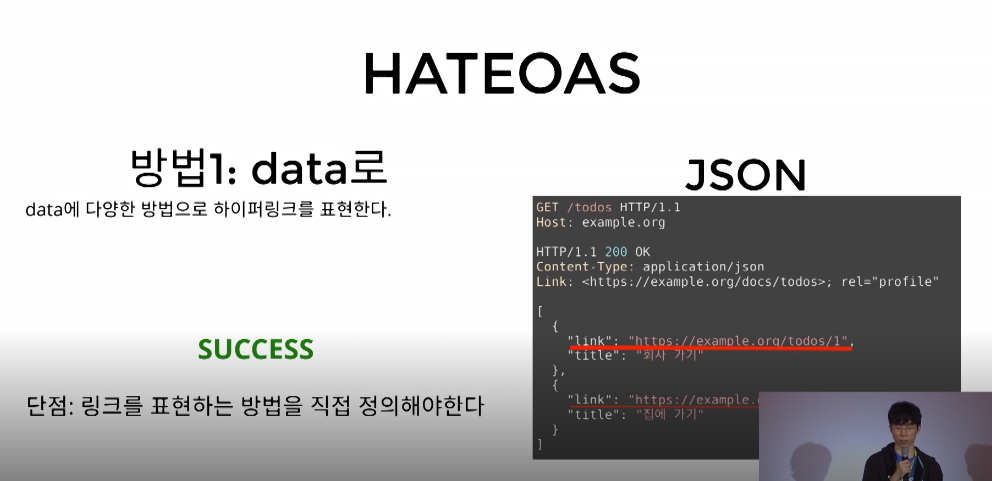 HATEOAS
방법1: data로
data에 다양한 방법으로 하이퍼링크를 표현한다.
SUCCESS
단점: 링크를 표현하는 방법을 직접 정의해야한다
JSON
GET /todos HTTP/1.1
Host: example.org
HTTP/1.1 200 OK
Content-Type: application/json
Link: <https://example.org/docs/todos>; rel="profile"
[
{
"link": "https://example.org/todos/1",
"title": "회사 가기"
},
{
"link": "https://example.
"title": "집에 가기"
}
]